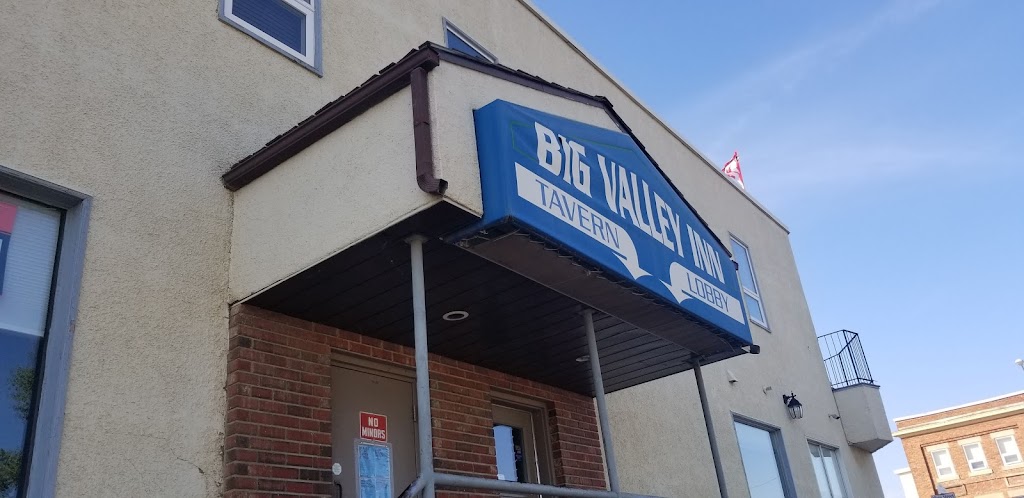 BIG VALLEY INN
TAVERN
LOBBY
NO
MINORS